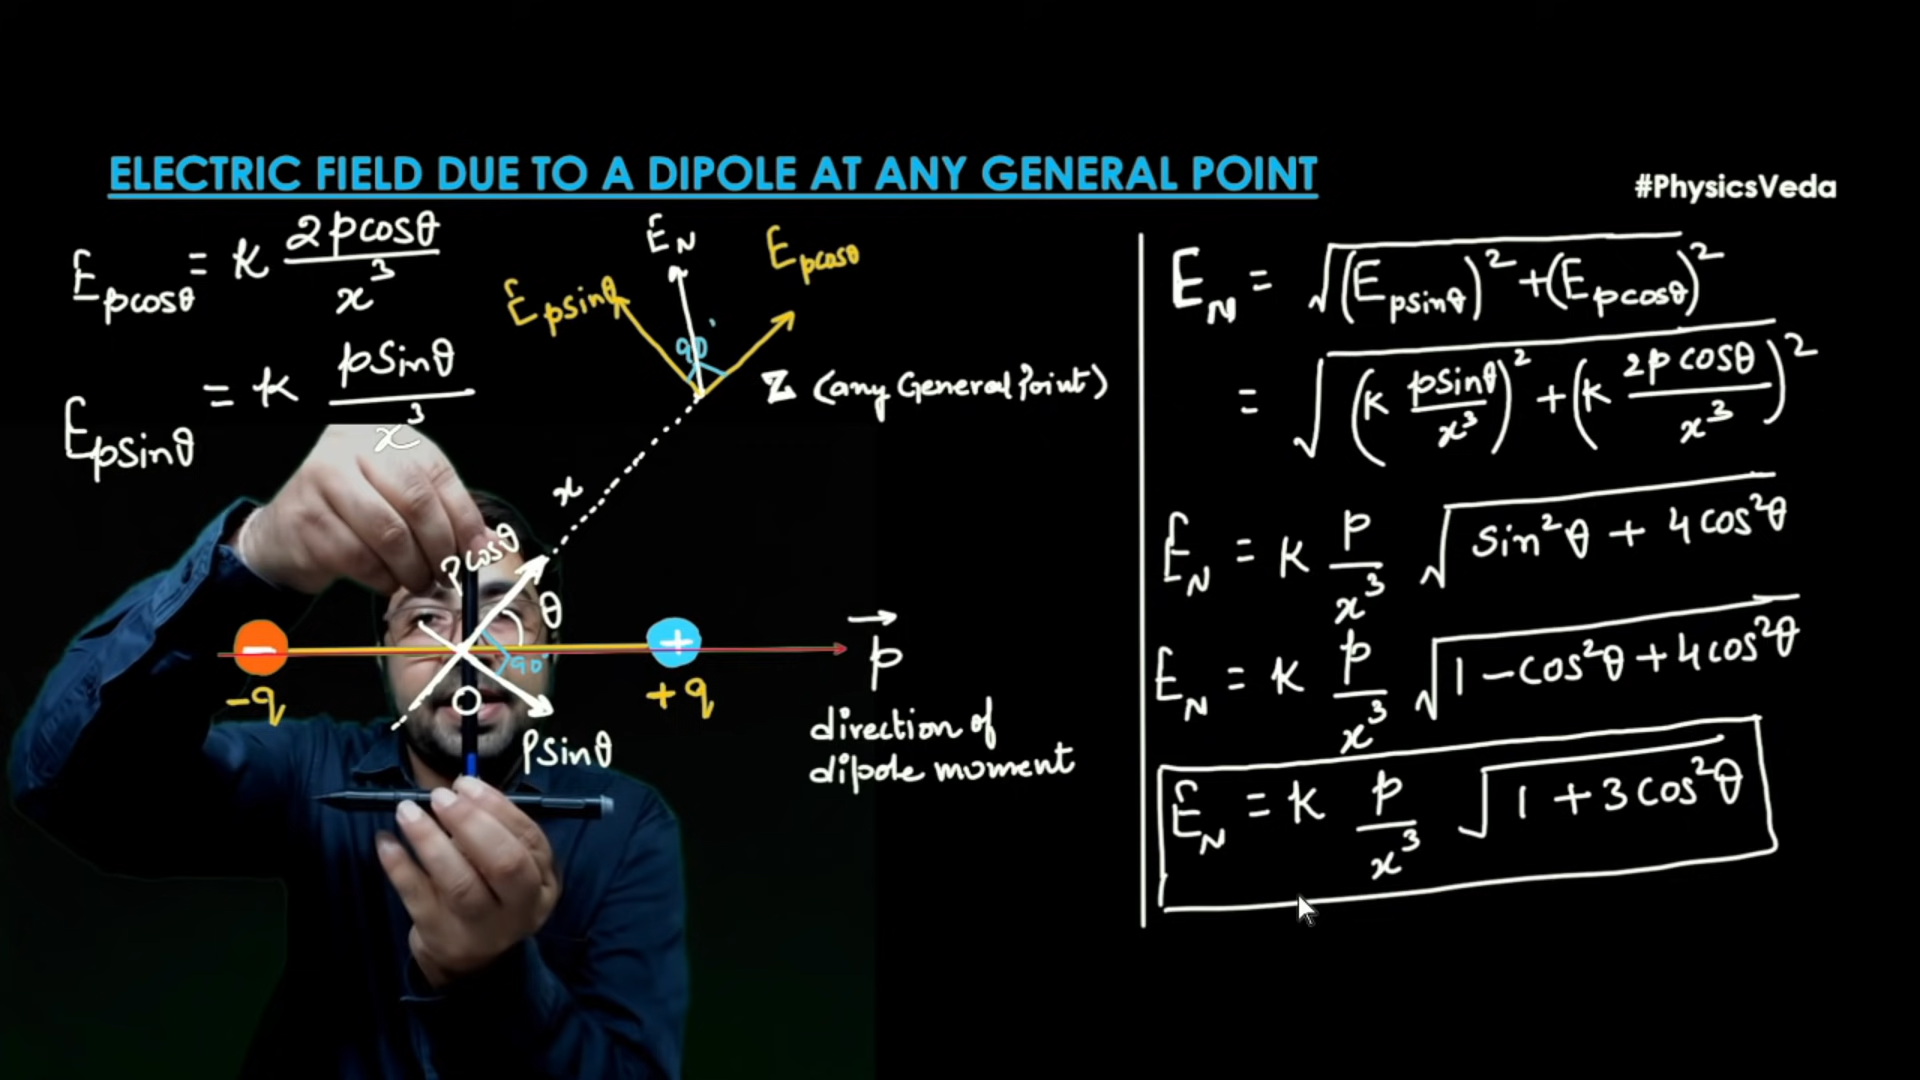 ELECTRIC FIELD DUE TO A DIPOLE AT ANY GENERAL POINT
#PhysicsVeda
E_pcosθ = k 2pcosθ/x³
E_psinθ = k psinθ/x³
E_N
E_pcosθ
E_psinθ
90°
Z (any General Point)
x
pcosθ
θ
90°
-
+
-q
O
+q
psinθ
p⃗
direction of
dipole moment
E_N = √((E_psinθ)² + (E_pcosθ)²)
= √((k psinθ/x³)² + (k 2pcosθ/x³)²)
E_N = k p/x³ √(sin²θ + 4cos²θ)
E_N = k p/x³ √(1-cos²θ + 4cos²θ)
E_N = k p/x³ √(1 + 3cos²θ)